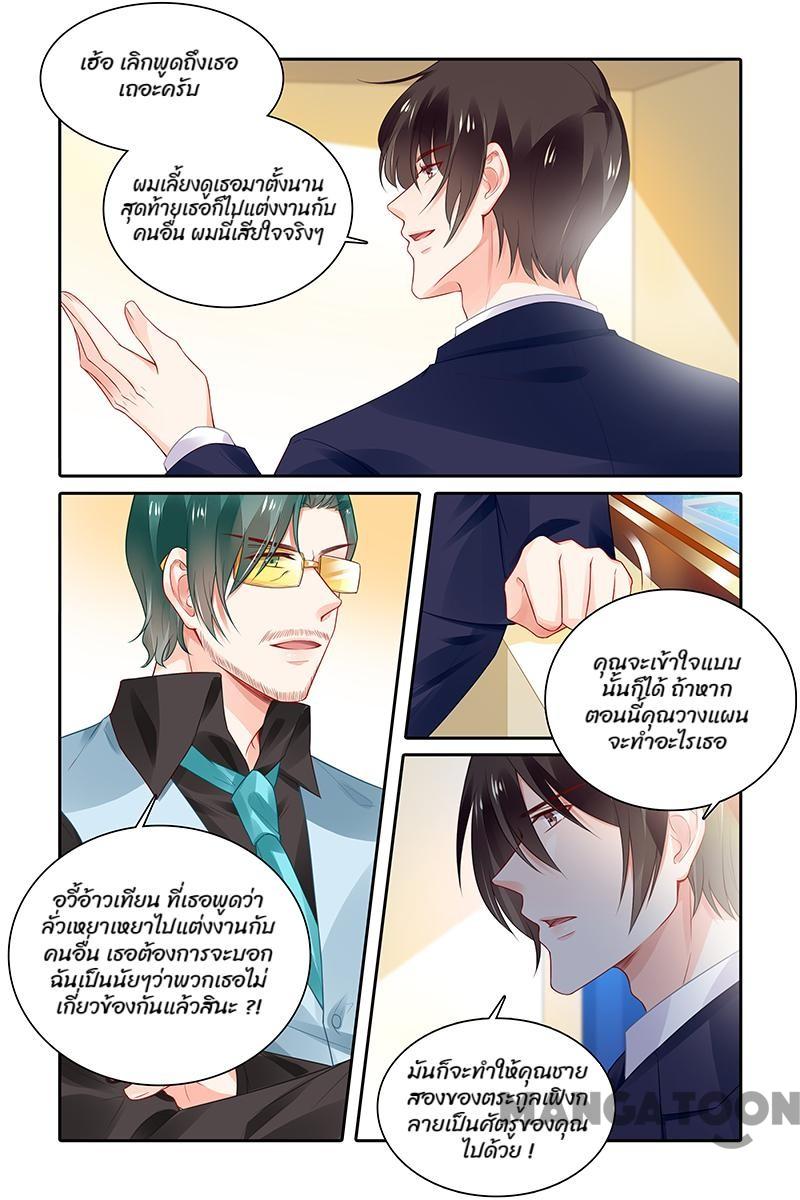 เฮ้อ เลิกพูดถึงเธอ
เถอะครับ
ผมเลี้ยงดูเธอมาตั้งนาน
สุดท้ายเธอก็ไปแต่งงานกับ
คนอื่น ผมนี่เสียใจจริงๆ
อวี้อ้าวเทียน ที่เธอพูดว่า
ลั่วเหยาเหยาไปแต่งงานกับ
คนอื่น เธอต้องการจะบอก
ฉันเป็นนัยๆว่าพวกเธอไม่
เกี่ยวข้องกันแล้วสินะ ?!
คุณจะเข้าใจแบบ
นั้นก็ได้ ถ้าหาก
ตอนนี้คุณวางแผน
จะทำอะไรเธอ
มันก็จะทำให้คุณชาย
สองของตระกูลเฟิงก
ลายเป็นศัตรูของคุณ
ไปด้วย !
MANGATOON